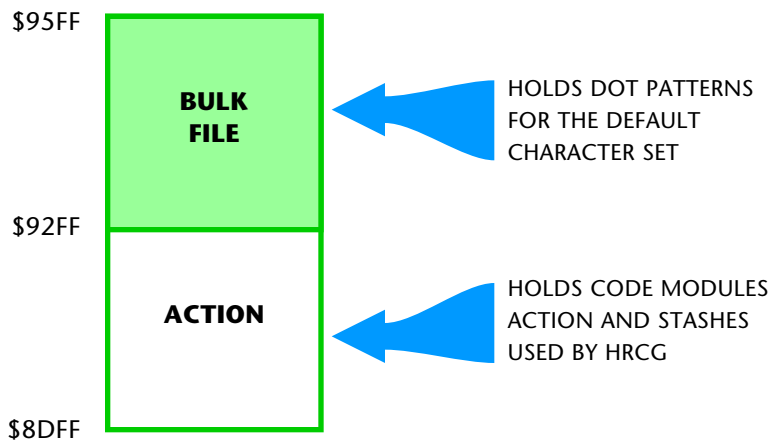 $95FF
BULK
FILE
HOLDS DOT PATTERNS
FOR THE DEFAULT
CHARACTER SET
$92FF
ACTION
HOLDS CODE MODULES
ACTION AND STASHES
USED BY HRCG
$8DFF